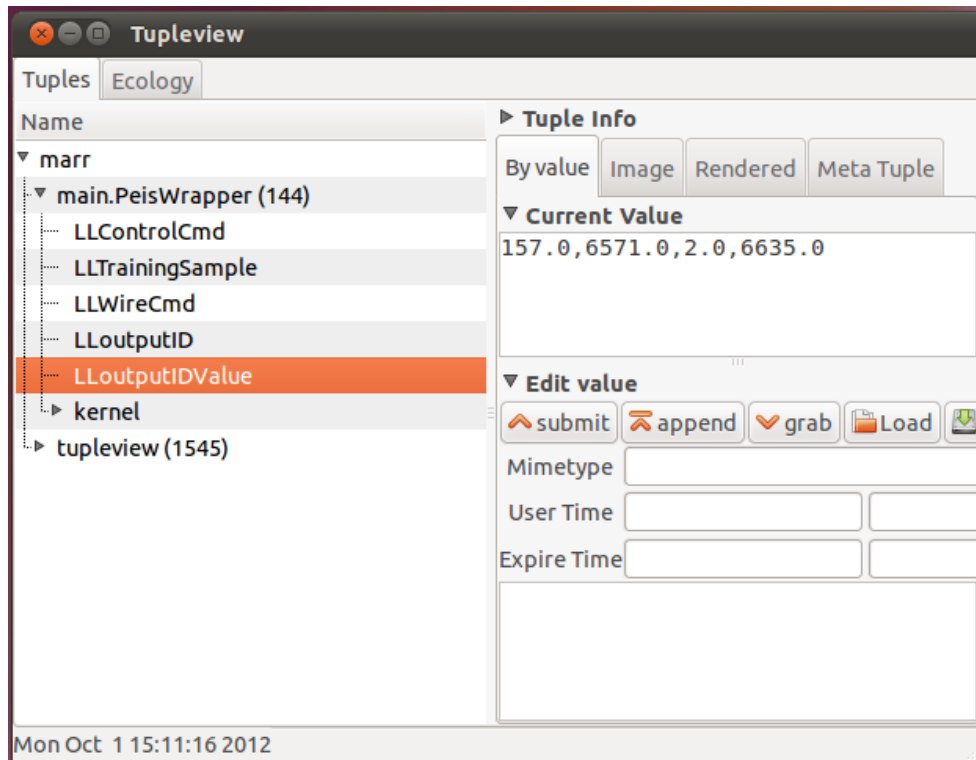 Tupleview
Tuples Ecology
Name
marr
main.PeisWrapper (144)
LLControlCmd
LLTrainingSample
LLWireCmd
LLoutputID
LLoutputIDValue
kernel
tupleview (1545)
Tuple Info
By value Image Rendered Meta Tuple
Current Value
157.0,6571.0,2.0,6635.0
Edit value
submit append grab Load
Mimetype
User Time
Expire Time
Mon Oct 1 15:11:16 2012